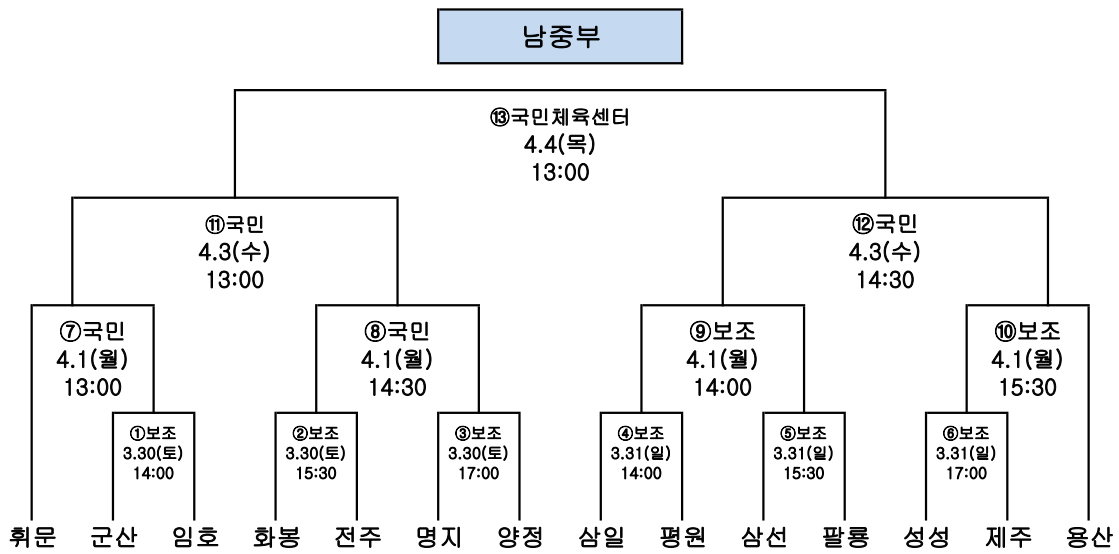 남중부
⑬국민체육센터
4.4(목)
13:00
⑪국민
4.3(수)
13:00
⑫국민
4.3(수)
14:30
⑦국민
4.1(월)
13:00
⑧국민
4.1(월)
14:30
⑨보조
4.1(월)
14:00
⑩보조
4.1(월)
15:30
①보조
3.30(토)
14:00
②보조
3.30(토)
15:30
③보조
3.30(토)
17:00
④보조
3.31(일)
14:00
⑤보조
3.31(일)
15:30
⑥보조
3.31(일)
17:00
휘문 군산 임호 화봉 전주 명지 양정 삼일 평원 삼선 팔룡 성성 제주 용산